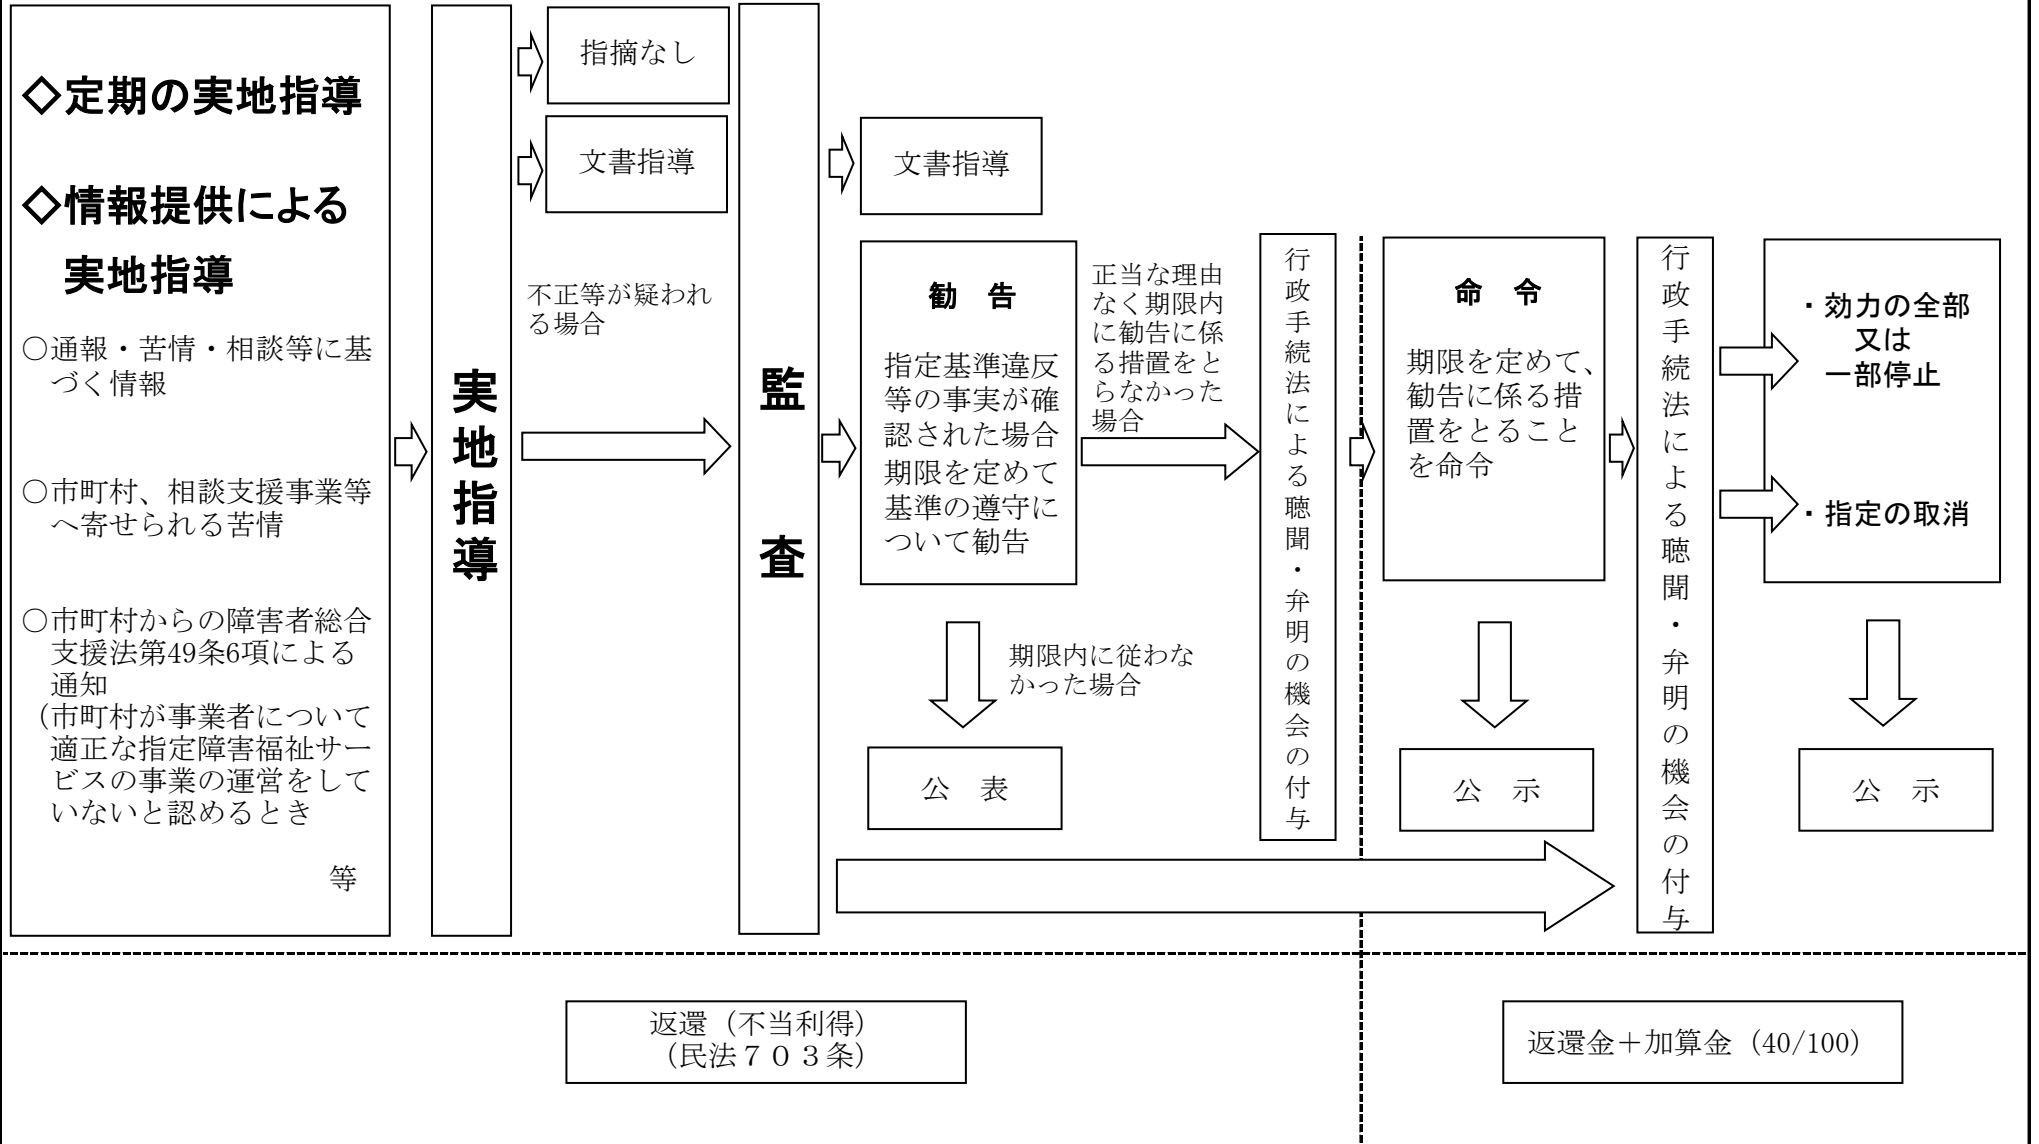 ◇定期の実地指導
◇情報提供による
実地指導
○通報・苦情・相談等に基
づく情報
○市町村、相談支援事業等
へ寄せられる苦情
○市町村からの障害者総合
支援法第49条6項による
通知
（市町村が事業者について
適正な指定障害福祉サー
ビスの事業の運営をして
いないと認めるとき
等
実地指導
指摘なし
文書指導
不正等が疑われ
る場合
監査
文書指導
勧　告
指定基準違反
等の事実が確
認された場合
期限を定めて
基準の遵守に
ついて勧告
正当な理由
なく期限内
に勧告に係
る措置をと
らなかった
場合
期限内に従わな
かった場合
公　表
行政手続法による聴聞・弁明の機会の付与
命　令
期限を定めて、
勧告に係る措
置をとること
を命令
公　示
行政手続法による聴聞・弁明の機会の付与
・効力の全部
又は
一部停止
・指定の取消
公　示
返還（不当利得）
（民法７０３条）
返還金＋加算金（40/100）